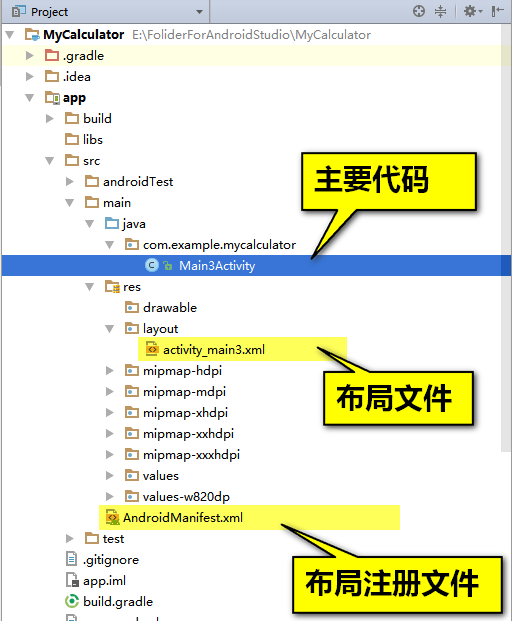 Project
MyCalculator E:\FoliderForAndroidStudio\MyCalculator
.gradle
.idea
app
build
libs
src
androidTest
main
主要代码
java
com.example.mycalculator
Main3Activity
res
drawable
layout
activity_main3.xml
mipmap-hdpi
mipmap-mdpi
布局文件
mipmap-xhdpi
mipmap-xxhdpi
mipmap-xxxhdpi
values
values-w820dp
AndroidManifest.xml
test
.gitignore
布局注册文件
app.iml
build.gradle